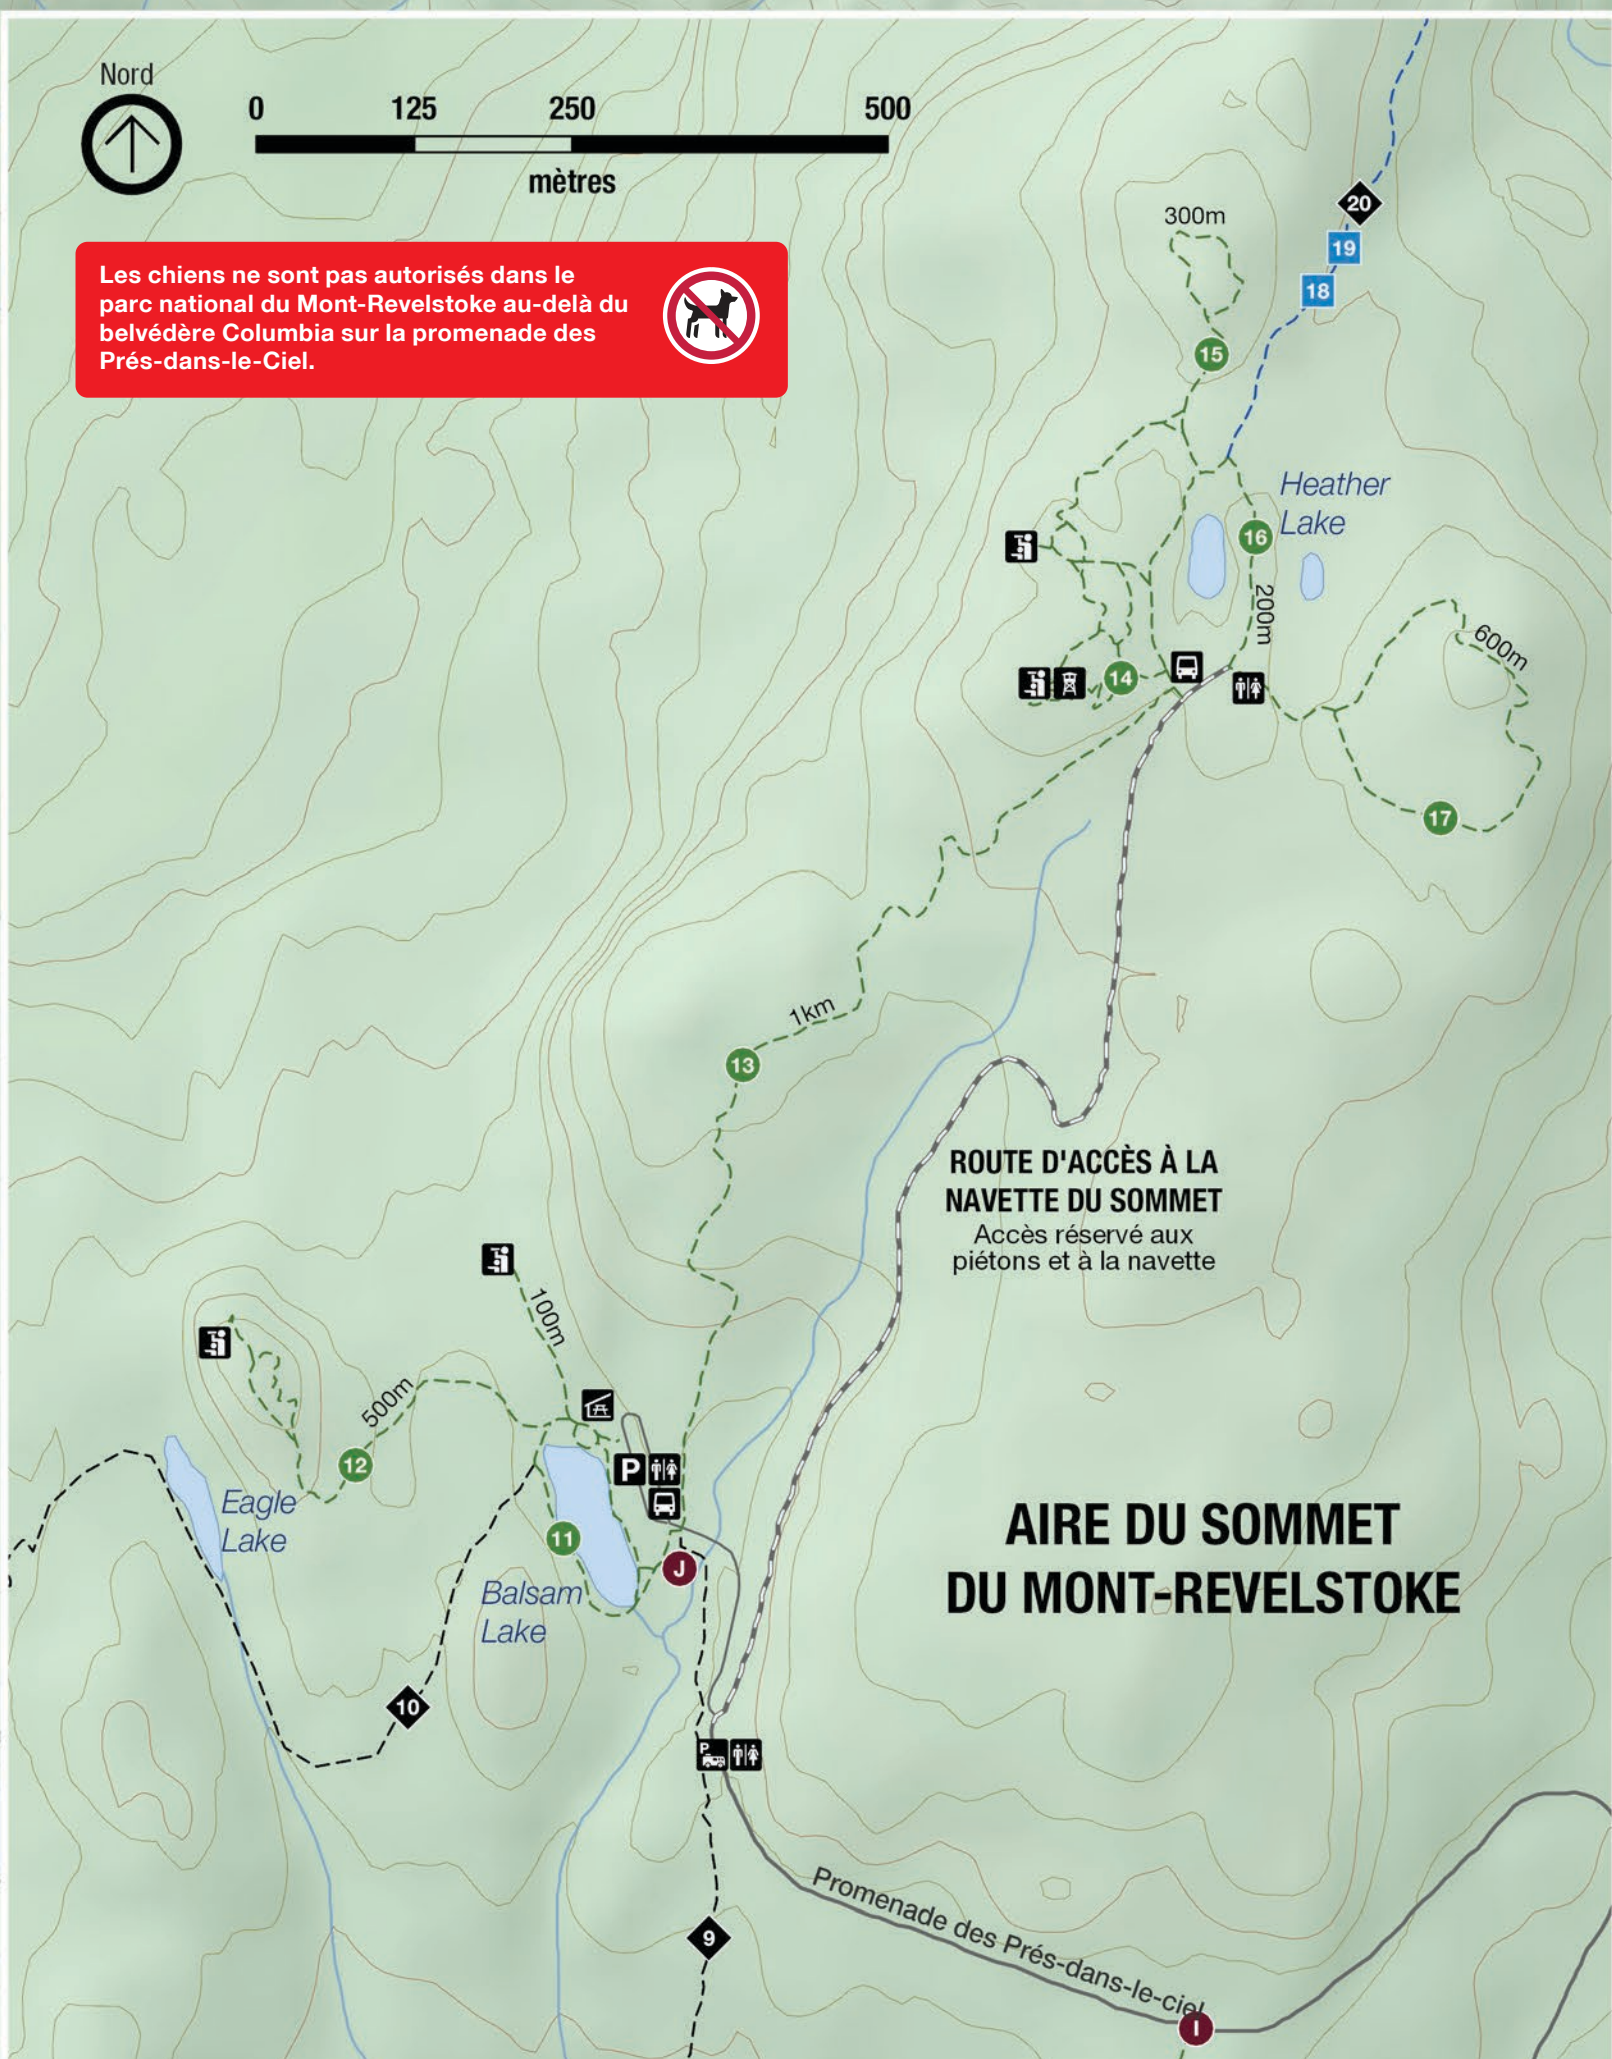 Nord
0 125 250 500
mètres
Les chiens ne sont pas autorisés dans le
parc national du Mont-Revelstoke au-delà du
belvédère Columbia sur la promenade des
Prés-dans-le-Ciel.
20
19
18
300m
15
Heather
Lake
16
200m
600m
14
17
1km
13
ROUTE D'ACCÈS À LA
NAVETTE DU SOMMET
Accès réservé aux
piétons et à la navette
100m
500m
12
P
Eagle
Lake
11
J
Balsam
Lake
AIRE DU SOMMET
DU MONT-REVELSTOKE
10
P
9
Promenade des Prés-dans-le-ciel
I